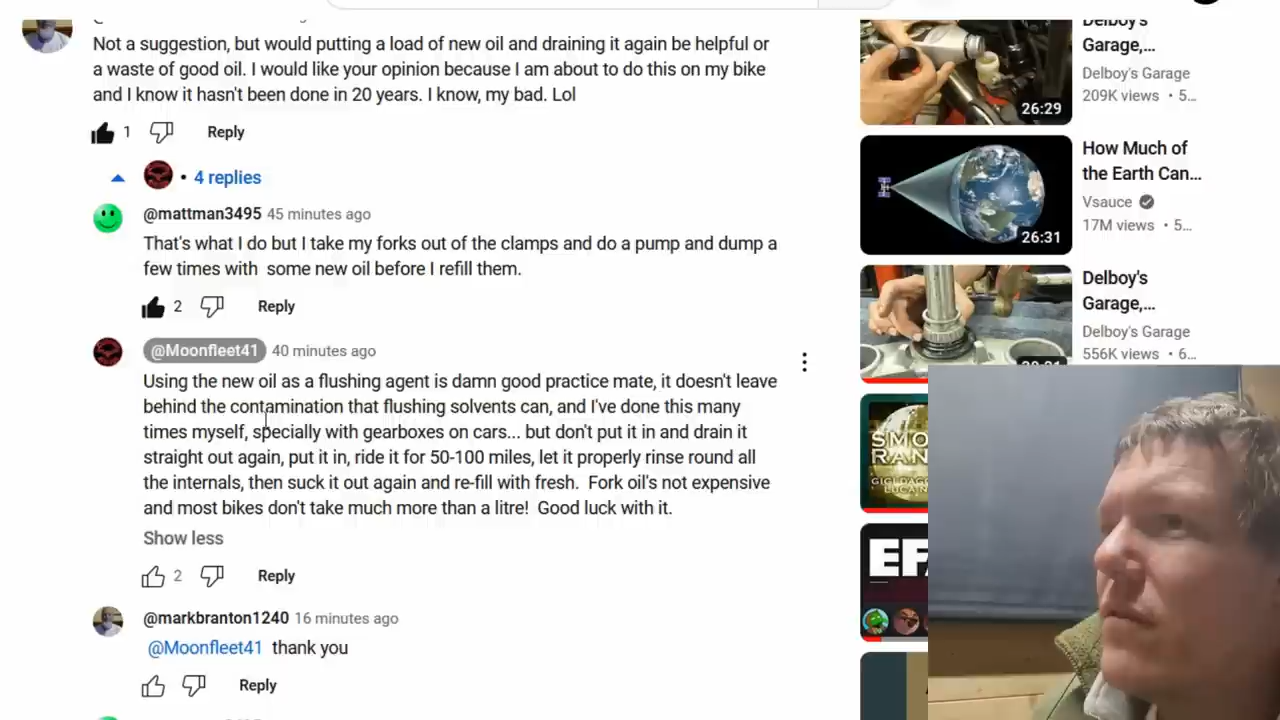 Not a suggestion, but would putting a load of new oil and draining it again be helpful or
a waste of good oil. I would like your opinion because I am about to do this on my bike
and I know it hasn't been done in 20 years. I know, my bad. Lol
1
Reply
• 4 replies
@mattman3495 45 minutes ago
That's what I do but I take my forks out of the clamps and do a pump and dump a
few times with some new oil before I refill them.
2
Reply
@Moonfleet41 40 minutes ago
Using the new oil as a flushing agent is damn good practice mate, it doesn't leave
behind the contamination that flushing solvents can, and I've done this many
times myself, specially with gearboxes on cars... but don't put it in and drain it
straight out again, put it in, ride it for 50-100 miles, let it properly rinse round all
the internals, then suck it out again and re-fill with fresh. Fork oil's not expensive
and most bikes don't take much more than a litre! Good luck with it.
Show less
2
Reply
@markbranton1240 16 minutes ago
@Moonfleet41 thank you
Reply
Delboy's
Garage,...
Delboy's Garage
209K views • 5...
26:29
How Much of
the Earth Can...
Vsauce
17M views • 5...
26:31
Delboy's
Garage,...
Delboy's Garage
556K views • 6...
SMO
RAN
EF